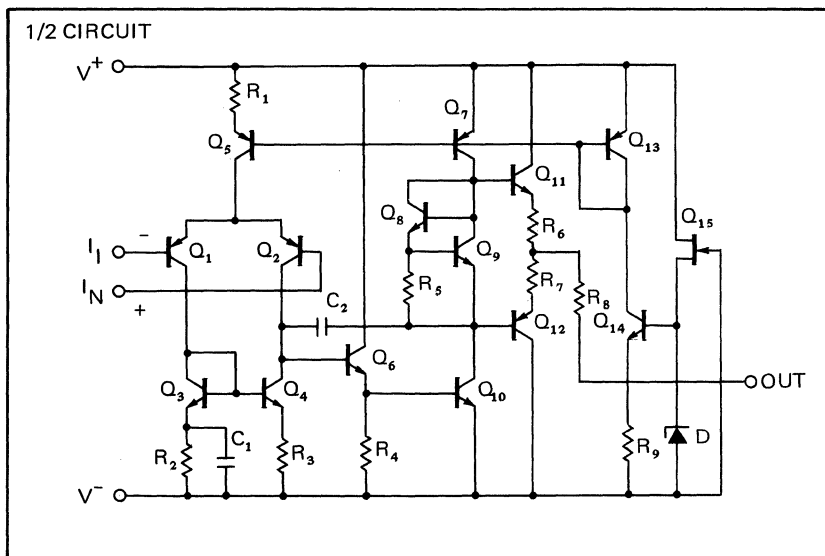 1/2 CIRCUIT
V+
R1
Q7
Q5
Q13
Q11
Q15
Q8
R6
II
−
Q1
Q2
Q9
IN
+
R5
R7
R8
C2
Q12
Q14
Q6
OUT
Q3
Q4
Q10
C1
R2
R3
R4
R9
D
V−